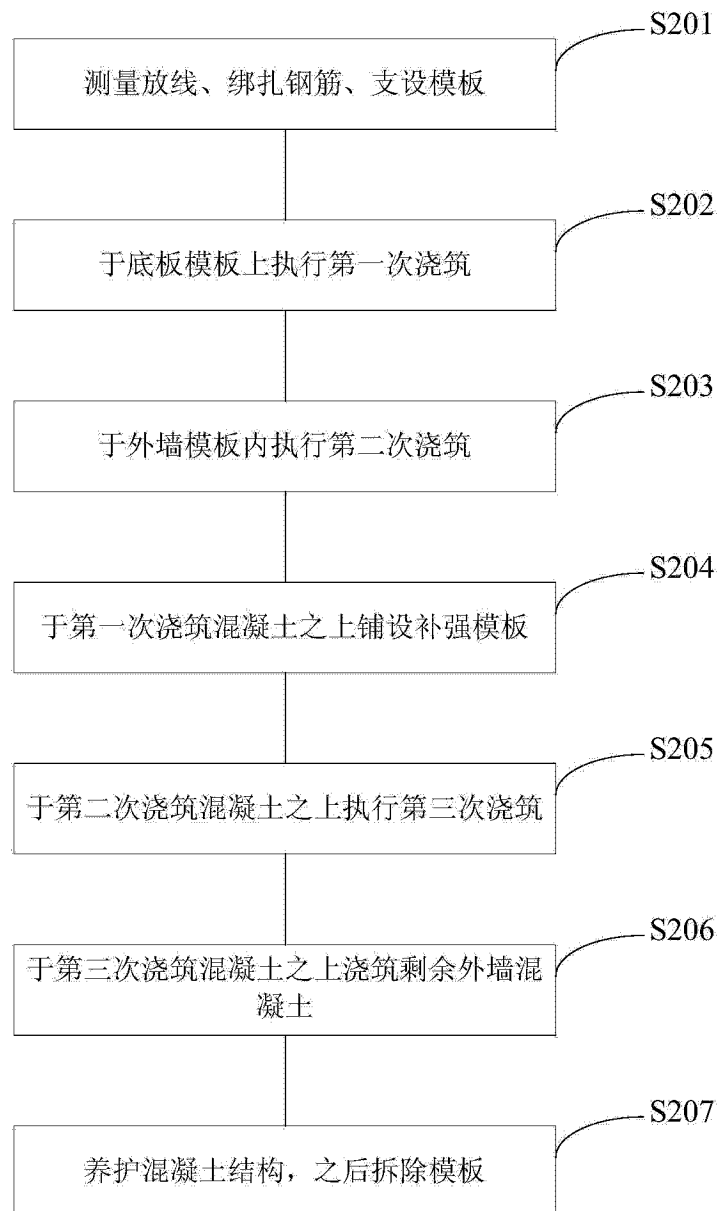 S201
测量放线、绑扎钢筋、支设模板
S202
于底板模板上执行第一次浇筑
S203
于外墙模板内执行第二次浇筑
S204
于第一次浇筑混凝土之上铺设补强模板
S205
于第二次浇筑混凝土之上执行第三次浇筑
S206
于第三次浇筑混凝土之上浇筑剩余外墙混
凝土
S207
养护混凝土结构，之后拆除模板